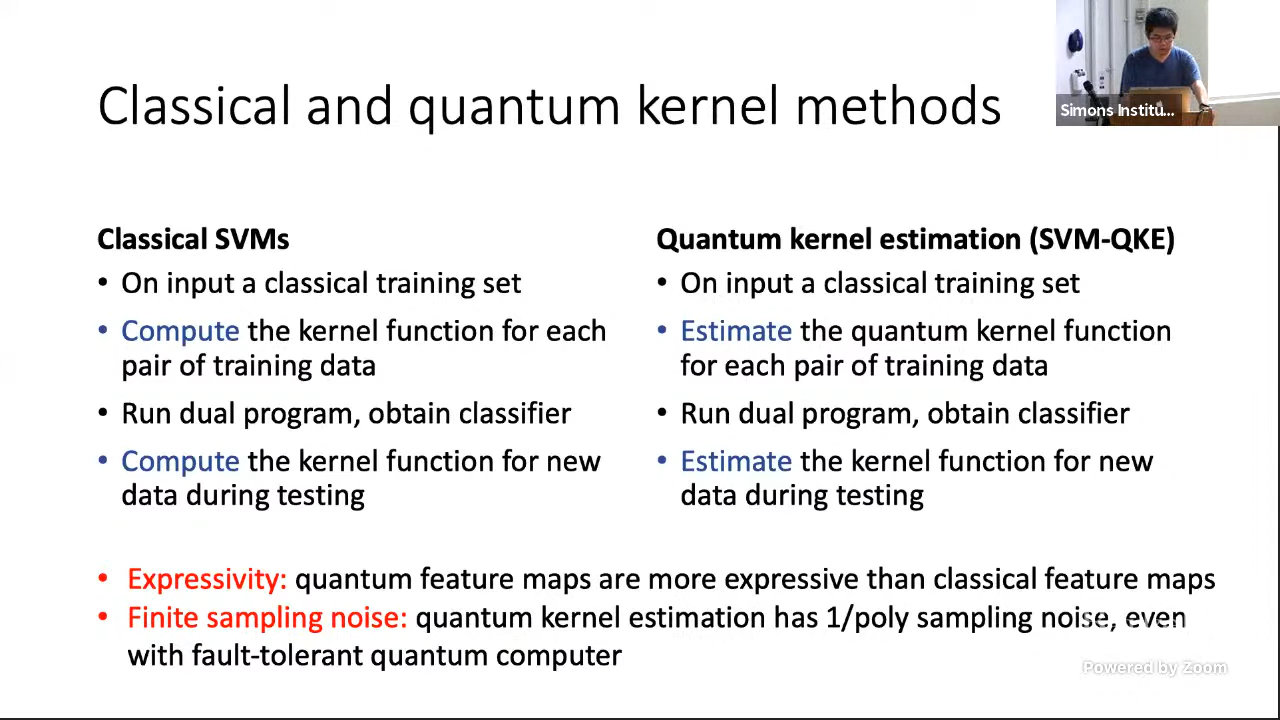 Classical and quantum kernel methods
Simons Institu...
Classical SVMs
• On input a classical training set
• Compute the kernel function for each
pair of training data
• Run dual program, obtain classifier
• Compute the kernel function for new
data during testing
Quantum kernel estimation (SVM-QKE)
• On input a classical training set
• Estimate the quantum kernel function
for each pair of training data
• Run dual program, obtain classifier
• Estimate the kernel function for new
data during testing
• Expressivity: quantum feature maps are more expressive than classical feature maps
• Finite sampling noise: quantum kernel estimation has 1/poly sampling noise, even
with fault-tolerant quantum computer
Powered by Zoom